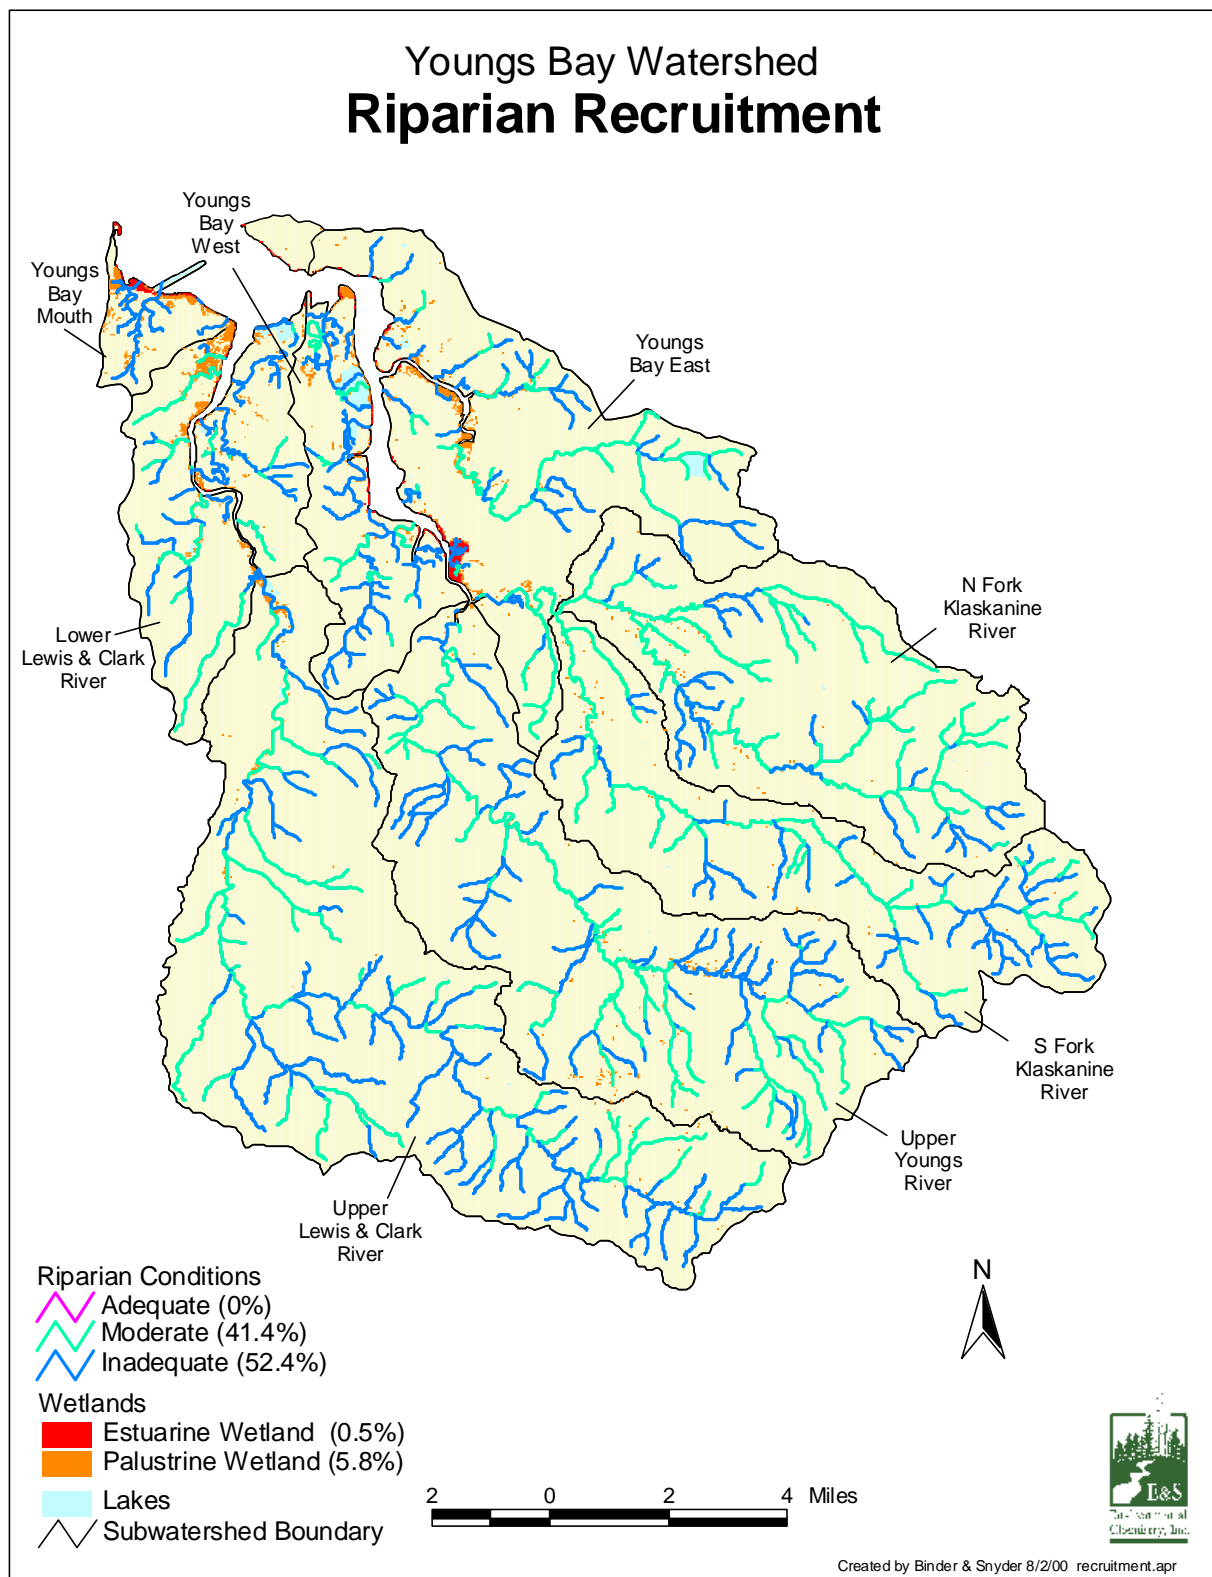 Youngs Bay Watershed
Riparian Recruitment
Youngs
Bay
West
Youngs
Bay
Mouth
Youngs
Bay East
N Fork
Klaskanine
River
Lower
Lewis & Clark
River
S Fork
Klaskanine
River
Upper
Youngs
River
Upper
Lewis & Clark
River
Riparian Conditions
Adequate (0%)
Moderate (41.4%)
Inadequate (52.4%)
Wetlands
Estuarine Wetland (0.5%)
Palustrine Wetland (5.8%)
Lakes
Subwatershed Boundary
2 0 2 4 Miles
N
E&S
Environmental
Chemistry, Inc.
Created by Binder & Snyder 8/2/00 recruitment.apr